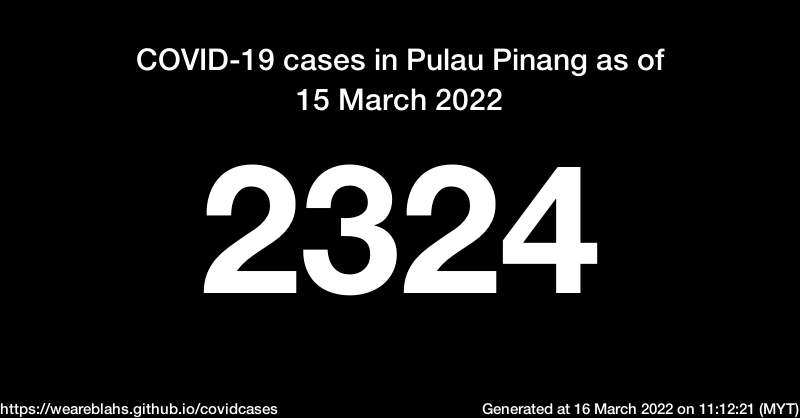 COVID-19 cases in Pulau Pinang as of
15 March 2022
2324
https://weareblahs.github.io/covidcases
Generated at 16 March 2022 on 11:12:21 (MYT)